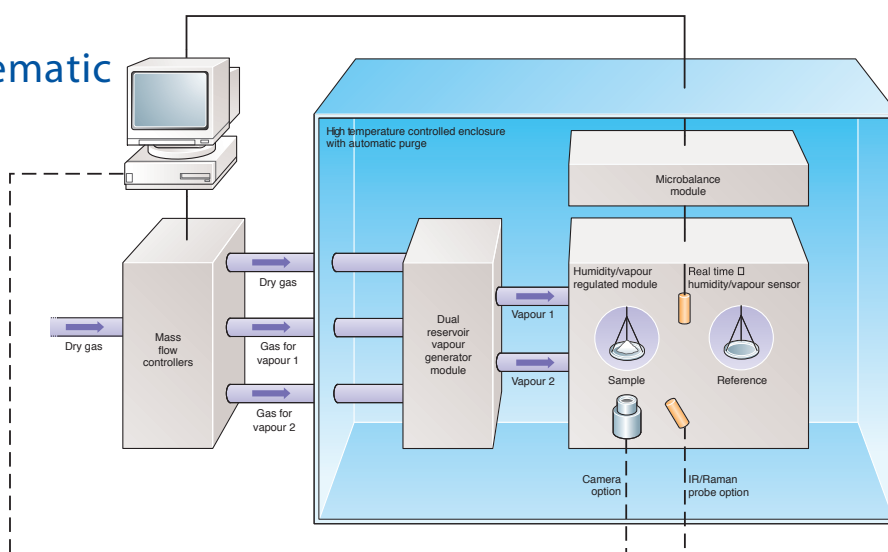 ematic
High temperature controlled enclosure
with automatic purge
Microbalance
module
Humidity/vapour
regulated module
Real time
humidity/vapour sensor
Dry gas
Mass
flow
controllers
Dry gas
Gas for
vapour 1
Gas for
vapour 2
Dual
reservoir
vapour
generator
module
Vapour 1
Vapour 2
Sample
Reference
Camera
option
IR/Raman
probe option